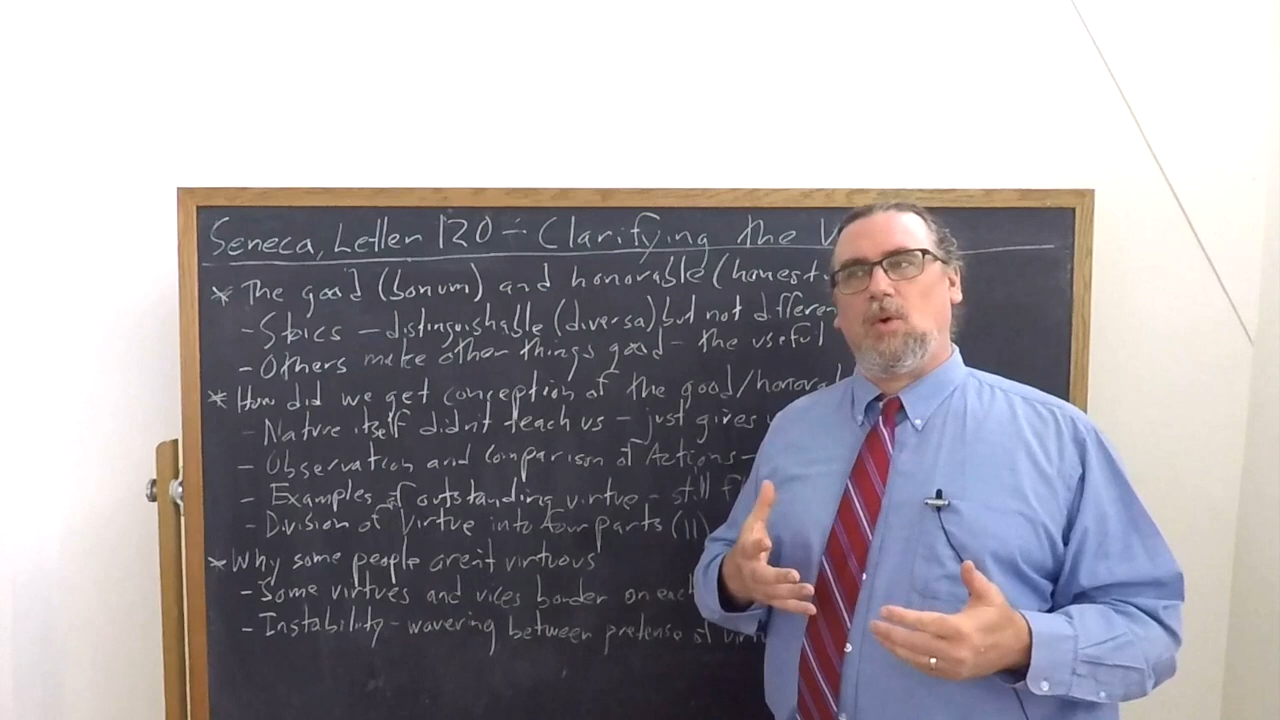 Seneca, Letter 120 - Clarifying the
* The good (bonum) and honorable (honest
- Stoics - distinguishable (diversa) but not differen
- Others make other things good - the useful
* How did we get conception of the good/honorab
- Nature itself didn't teach us - just gives
- Observation and Comparison of Actions -
- Examples of outstanding virtue - still
- Division of Virtue into four parts (11)
* Why some people aren't virtuous
- Some virtues and vices border on each
- Instability - wavering between pretense of virtu